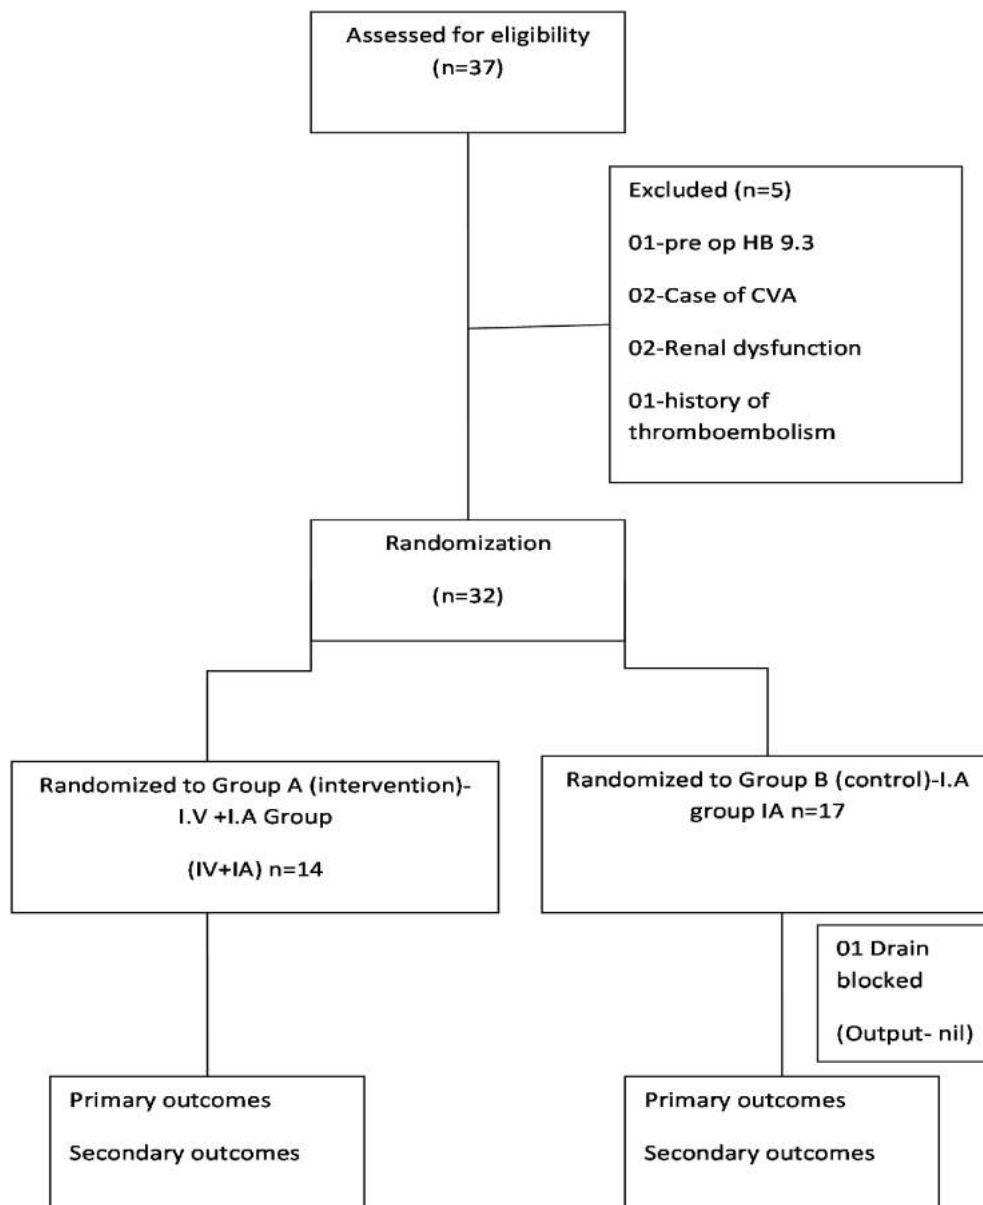 Assessed for eligibility
(n=37)
Excluded (n=5)
01-pre op HB 9.3
02-Case of CVA
02-Renal dysfunction
01-history of
thromboembolism
Randomization
(n=32)
Randomized to Group A (intervention)-
I.V +I.A Group
(IV+IA) n=14
Randomized to Group B (control)-I.A
group IA n=17
01 Drain
blocked
(Output- nil)
Primary outcomes
Secondary outcomes
Primary outcomes
Secondary outcomes